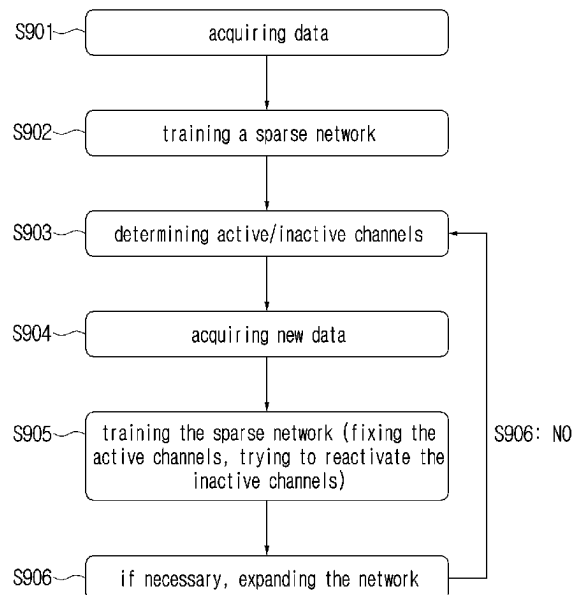 S901
acquiring data
S902
training a sparse network
S903
determining active/inactive channels
S904
acquiring new data
S905
training the sparse network (fixing the
active channels, trying to reactivate the
inactive channels)
S906: NO
S906
if necessary, expanding the network